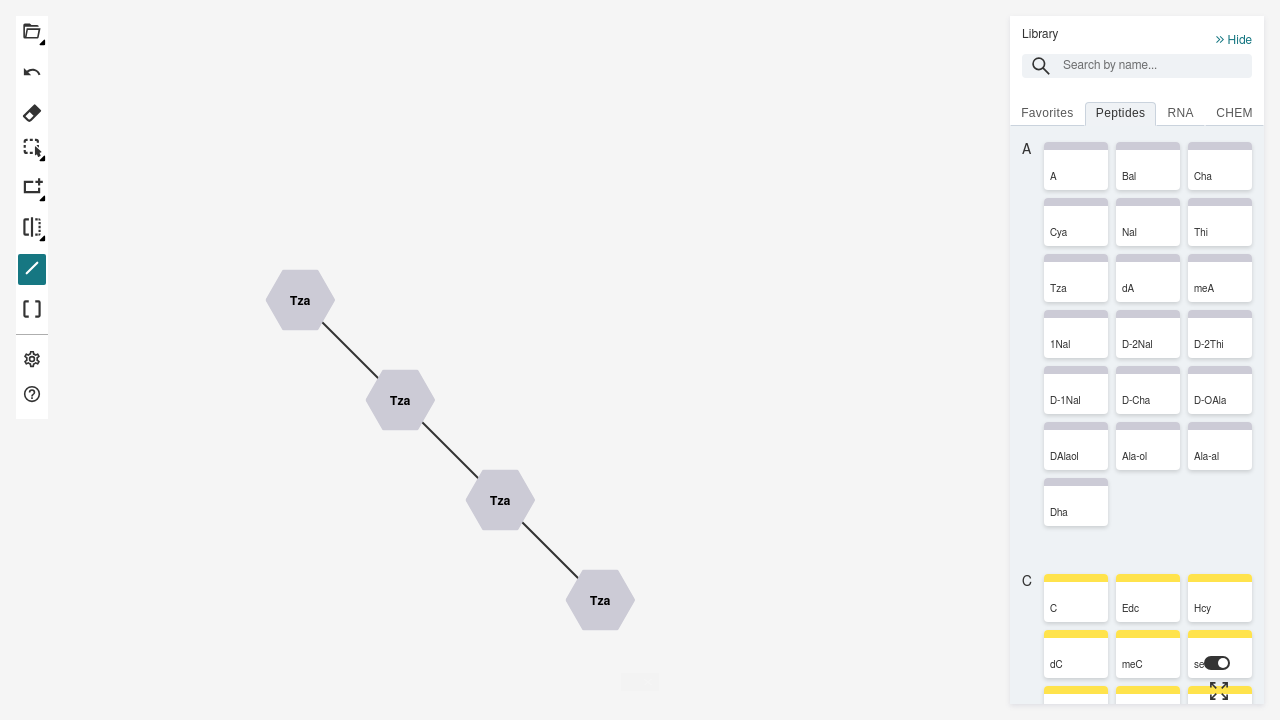 Library
Hide
Search by name...
Favorites Peptides RNA CHEM
A
A Bal Cha
Cya Nal Thi
Tza dA meA
1Nal D-2Nal D-2Thi
D-1Nal D-Cha D-OAla
DAlaol Ala-ol Ala-al
Dha
C
C Edc Hcy
dC meC
Tza
Tza
Tza
Tza